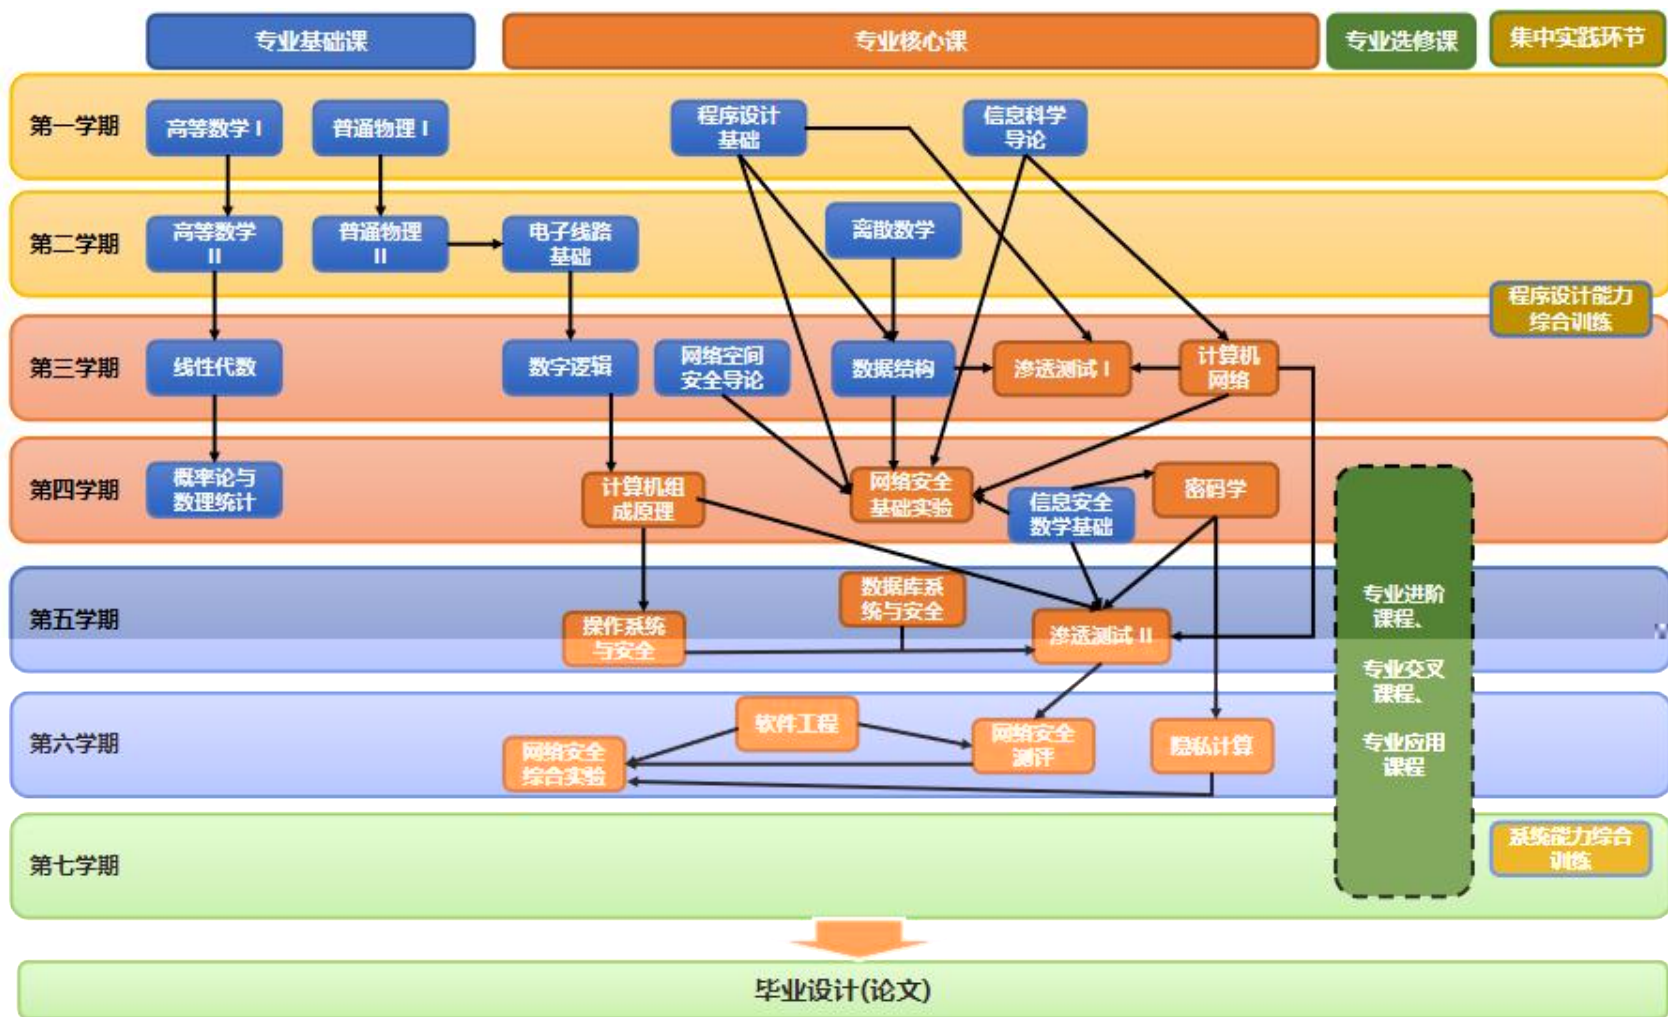 专业基础课
专业核心课
专业选修课
集中实践环节
第一学期
高等数学 I
普通物理 I
程序设计
基础
信息科学
导论
第二学期
高等数学
II
普通物理
II
电子线路
基础
离散数学
程序设计能力
综合训练
第三学期
线性代数
数字逻辑
网络空间
安全导论
数据结构
渗透测试 I
计算机
网络
第四学期
概率论与
数理统计
计算机组
成原理
网络安全
基础实验
信息安全
数学基础
密码学
第五学期
操作系统
与安全
数据库系
统与安全
渗透测试 II
专业进阶
课程、
专业交叉
课程、
专业应用
课程
第六学期
网络安全
综合实验
软件工程
网络安全
测评
隐私计算
第七学期
系统能力综合
训练
毕业设计(论文)